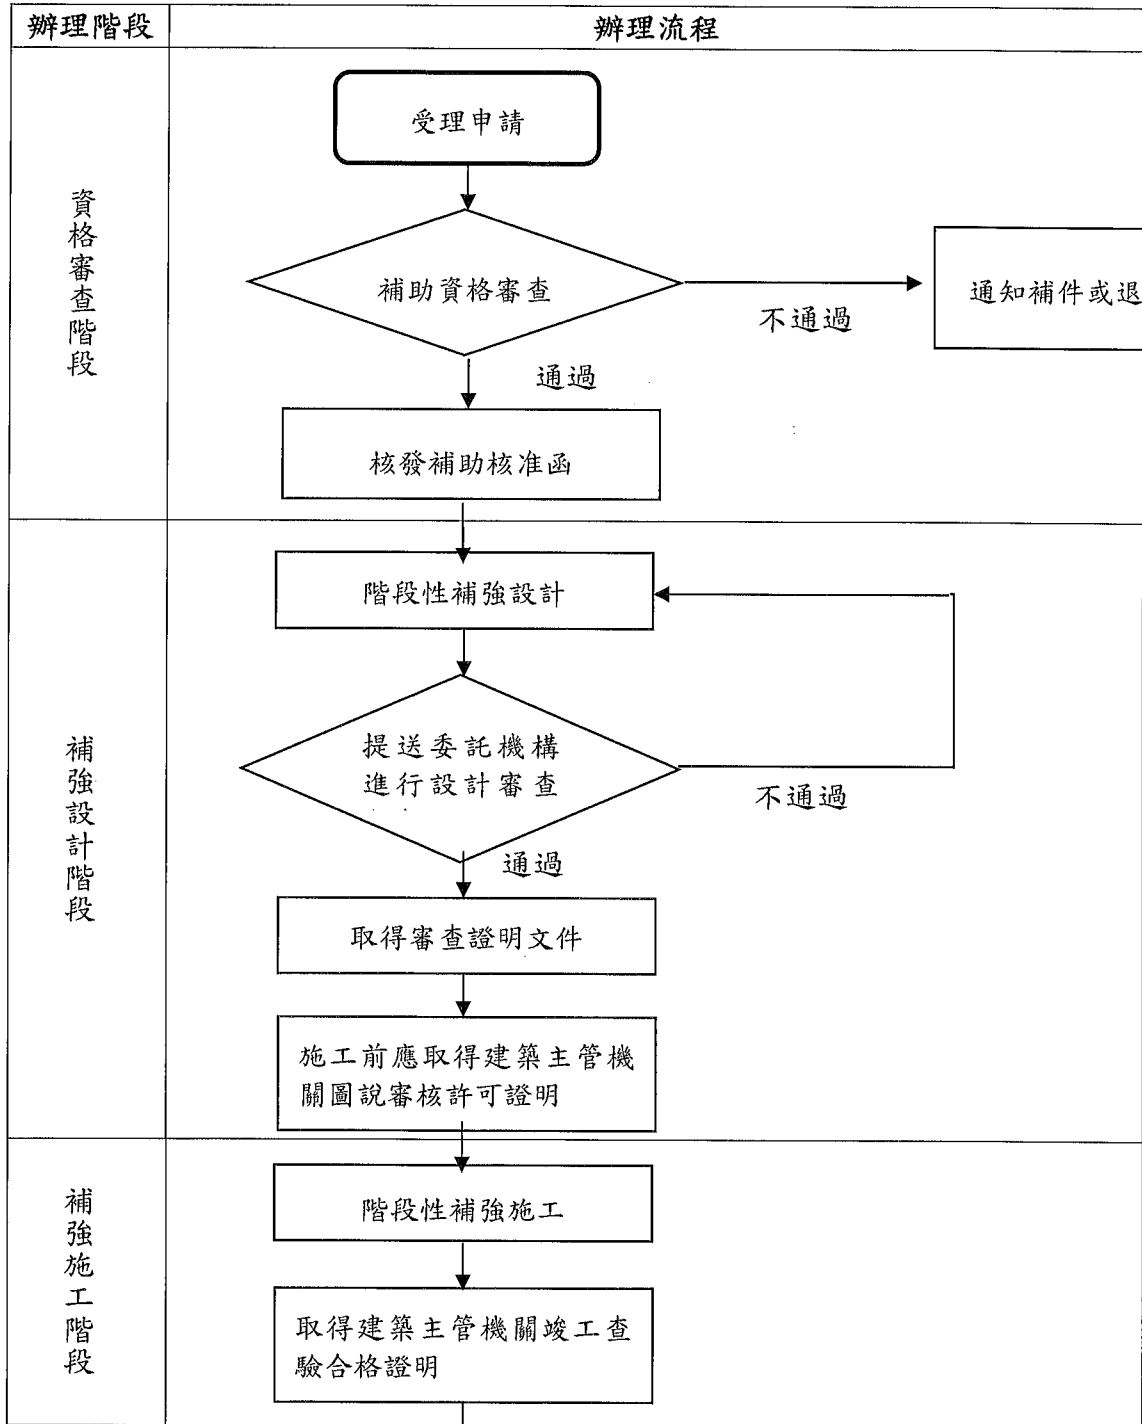 辦理階段
辦理流程
資格審查階段
受理申請
補助資格審查
不通過
通知補件或退
通過
核發補助核准函
補強設計階段
階段性補強設計
提送委託機構
進行設計審查
不通過
通過
取得審查證明文件
施工前應取得建築主管機
關圖說審核許可證明
補強施工階段
階段性補強施工
取得建築主管機關竣工查
驗合格證明